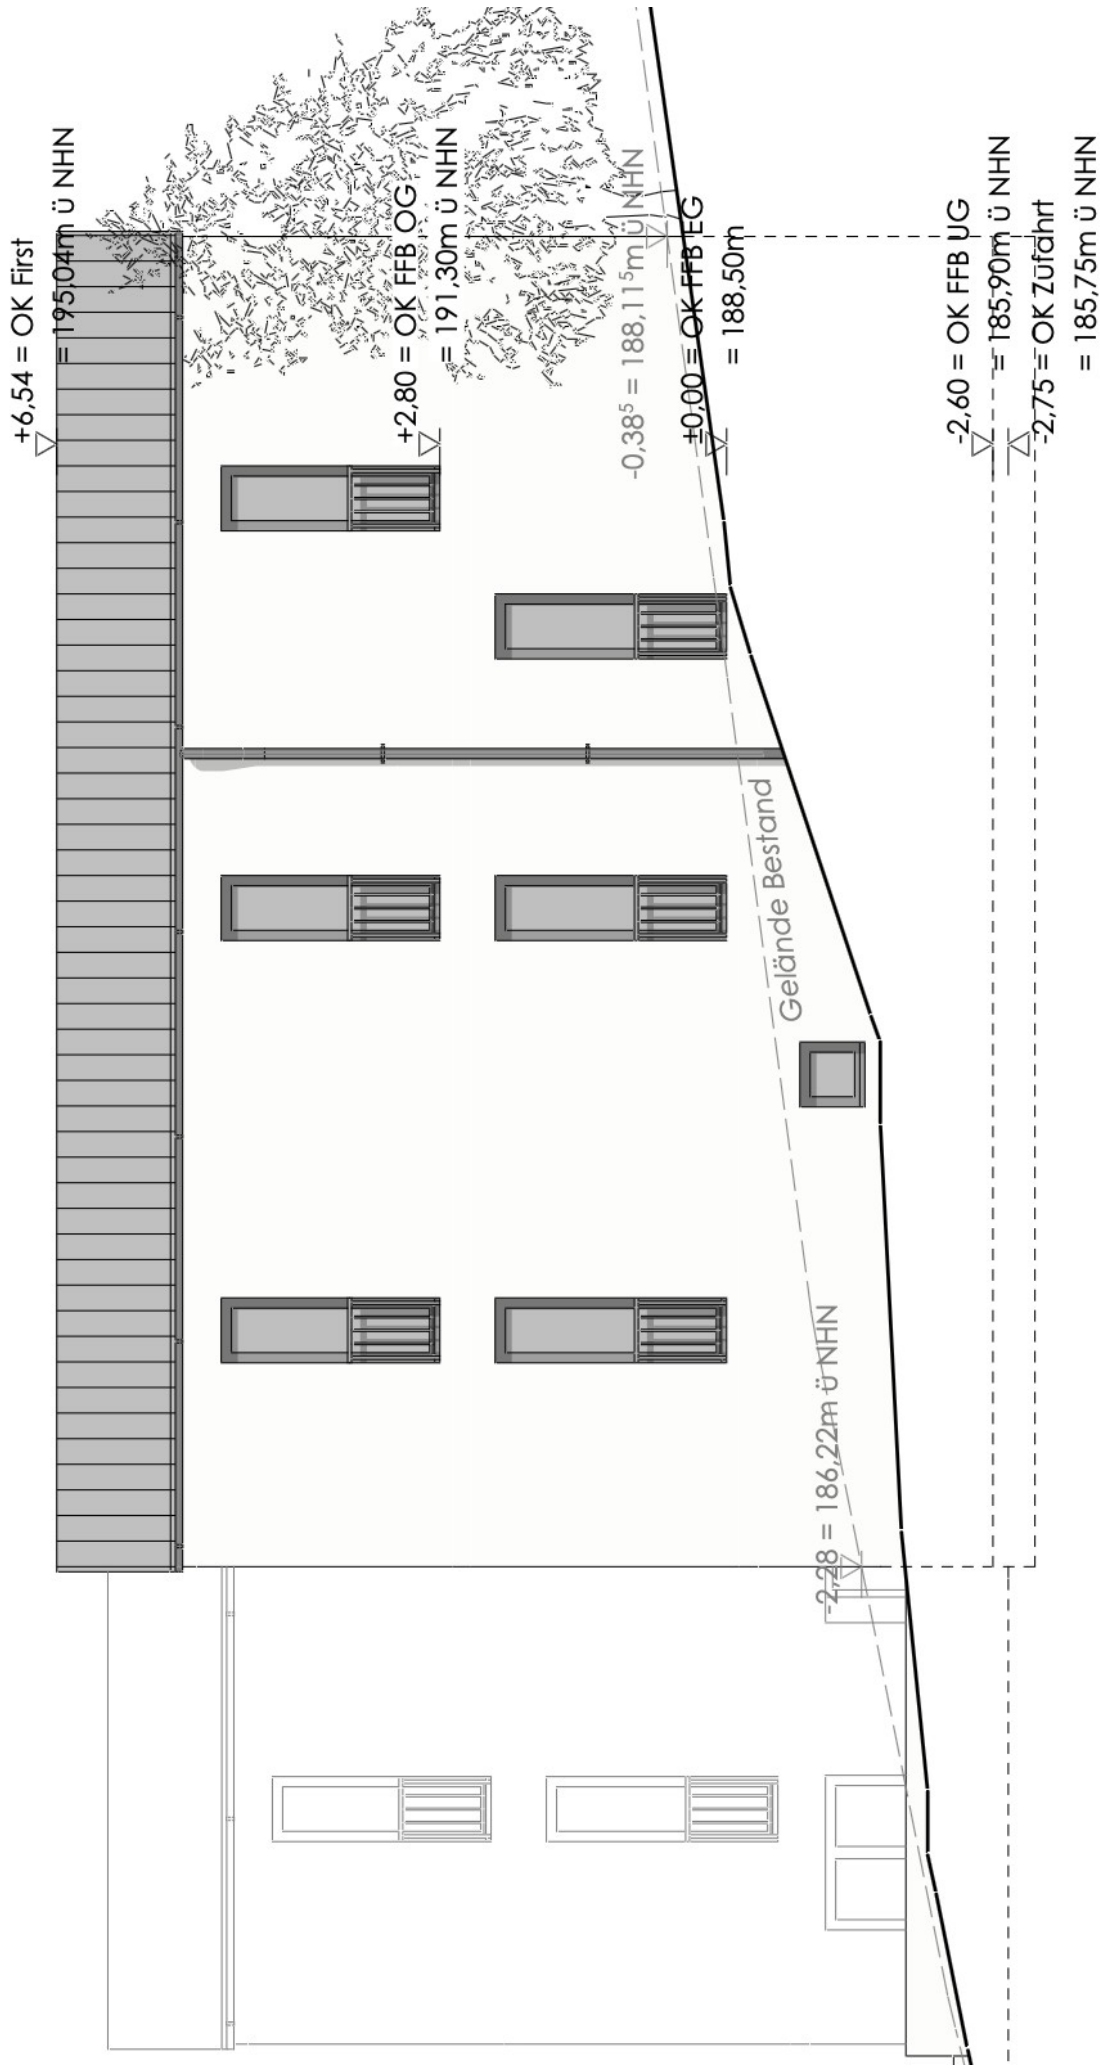 +6,54 = OK First
= 195,04m ü NHN
+2,80 = OK FFB OG
= 191,30m ü NHN
-0,38⁵ = 188,11⁵m ü NHN
±0,00 = OK FFB EG
= 188,50m
Gelände Bestand
-2,28 = 186,22m ü NHN
-2,60 = OK FFB UG
= 185,90m ü NHN
-2,75 = OK Zufahrt
= 185,75m ü NHN